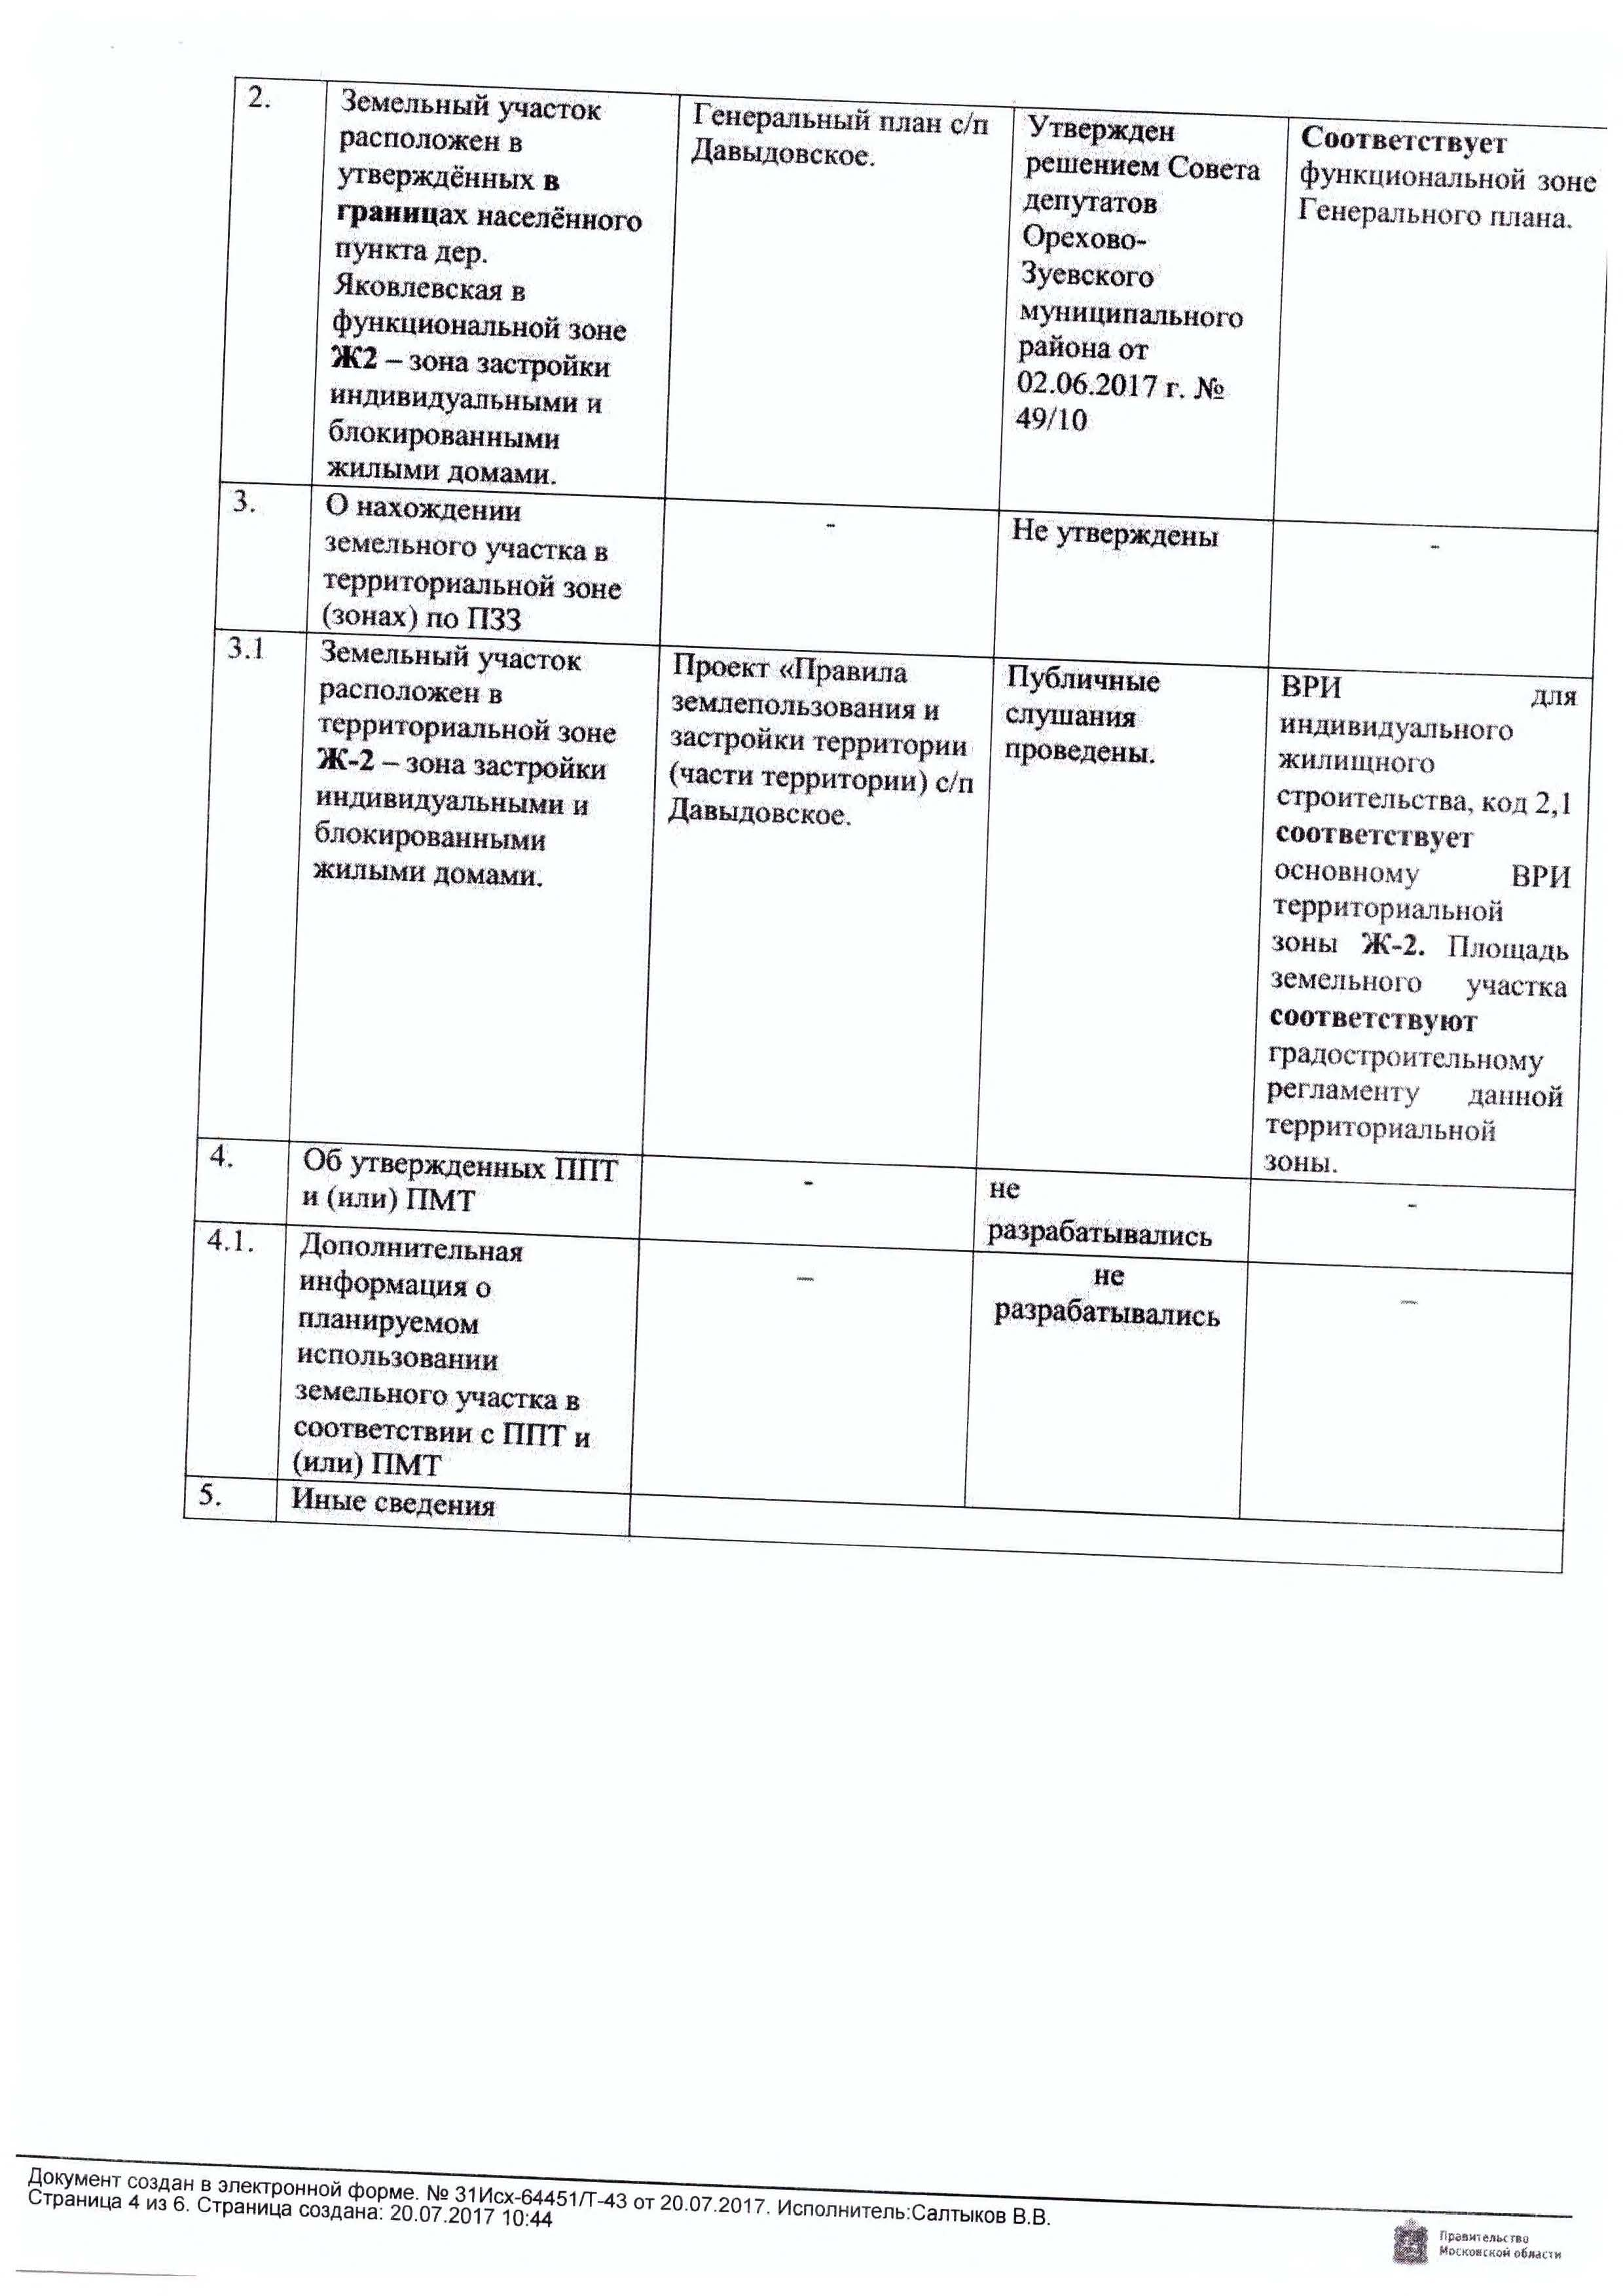 2.
Земельный участок
расположен в
утверждённых в
границах населённого
пункта дер.
Яковлевская в
функциональной зоне
Ж2 – зона застройки
индивидуальными и
блокированными
жилыми домами.
Генеральный план с/п
Давыдовское.
Утвержден
решением Совета
депутатов
Орехово-
Зуевского
муниципального
района от
02.06.2017 г. №
49/10
Соответствует
функциональной зоне
Генерального плана.
3.
О нахождении
земельного участка в
территориальной зоне
(зонах) по ПЗЗ
-
Не утверждены
-
3.1
Земельный участок
расположен в
территориальной зоне
Ж-2 – зона застройки
индивидуальными и
блокированными
жилыми домами.
Проект «Правила
землепользования и
застройки территории
(части территории) с/п
Давыдовское.
Публичные
слушания
проведены.
ВРИ для
индивидуального
жилищного
строительства, код 2,1
соответствует
основному ВРИ
территориальной
зоны Ж-2. Площадь
земельного участка
соответствуют
градостроительному
регламенту данной
территориальной
зоны.
4.
Об утвержденных ППТ
и (или) ПМТ
-
не
разрабатывались
-
4.1.
Дополнительная
информация о
планируемом
использовании
земельного участка в
соответствии с ППТ и
(или) ПМТ
–
не
разрабатывались
–
5.
Иные сведения
Документ создан в электронной форме. № 31Исх-64451/Т-43 от 20.07.2017. Исполнитель:Салтыков В.В.
Страница 4 из 6. Страница создана: 20.07.2017 10:44
Правительство
Московской области